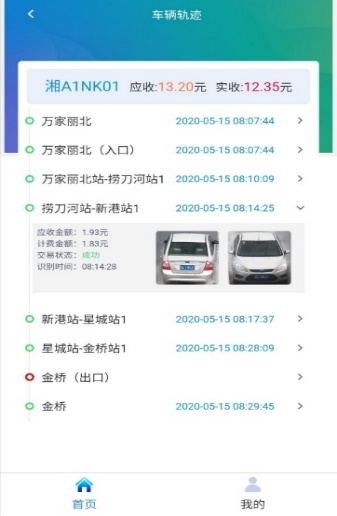 车辆轨迹
湘A1NK01 应收:13.20元 实收:12.35元
万家丽北 2020-05-15 08:07:44
万家丽北（入口） 2020-05-15 08:07:44
万家丽北站-捞刀河站1 2020-05-15 08:10:09
捞刀河站-新港站1 2020-05-15 08:14:25
应收金额：1.93元
计费金额：1.83元
交易状态：成功
识别时间：08:14:28
新港站-星城站1 2020-05-15 08:17:37
星城站-金桥站1 2020-05-15 08:28:09
金桥（出口）
金桥 2020-05-15 08:29:45
首页 我的